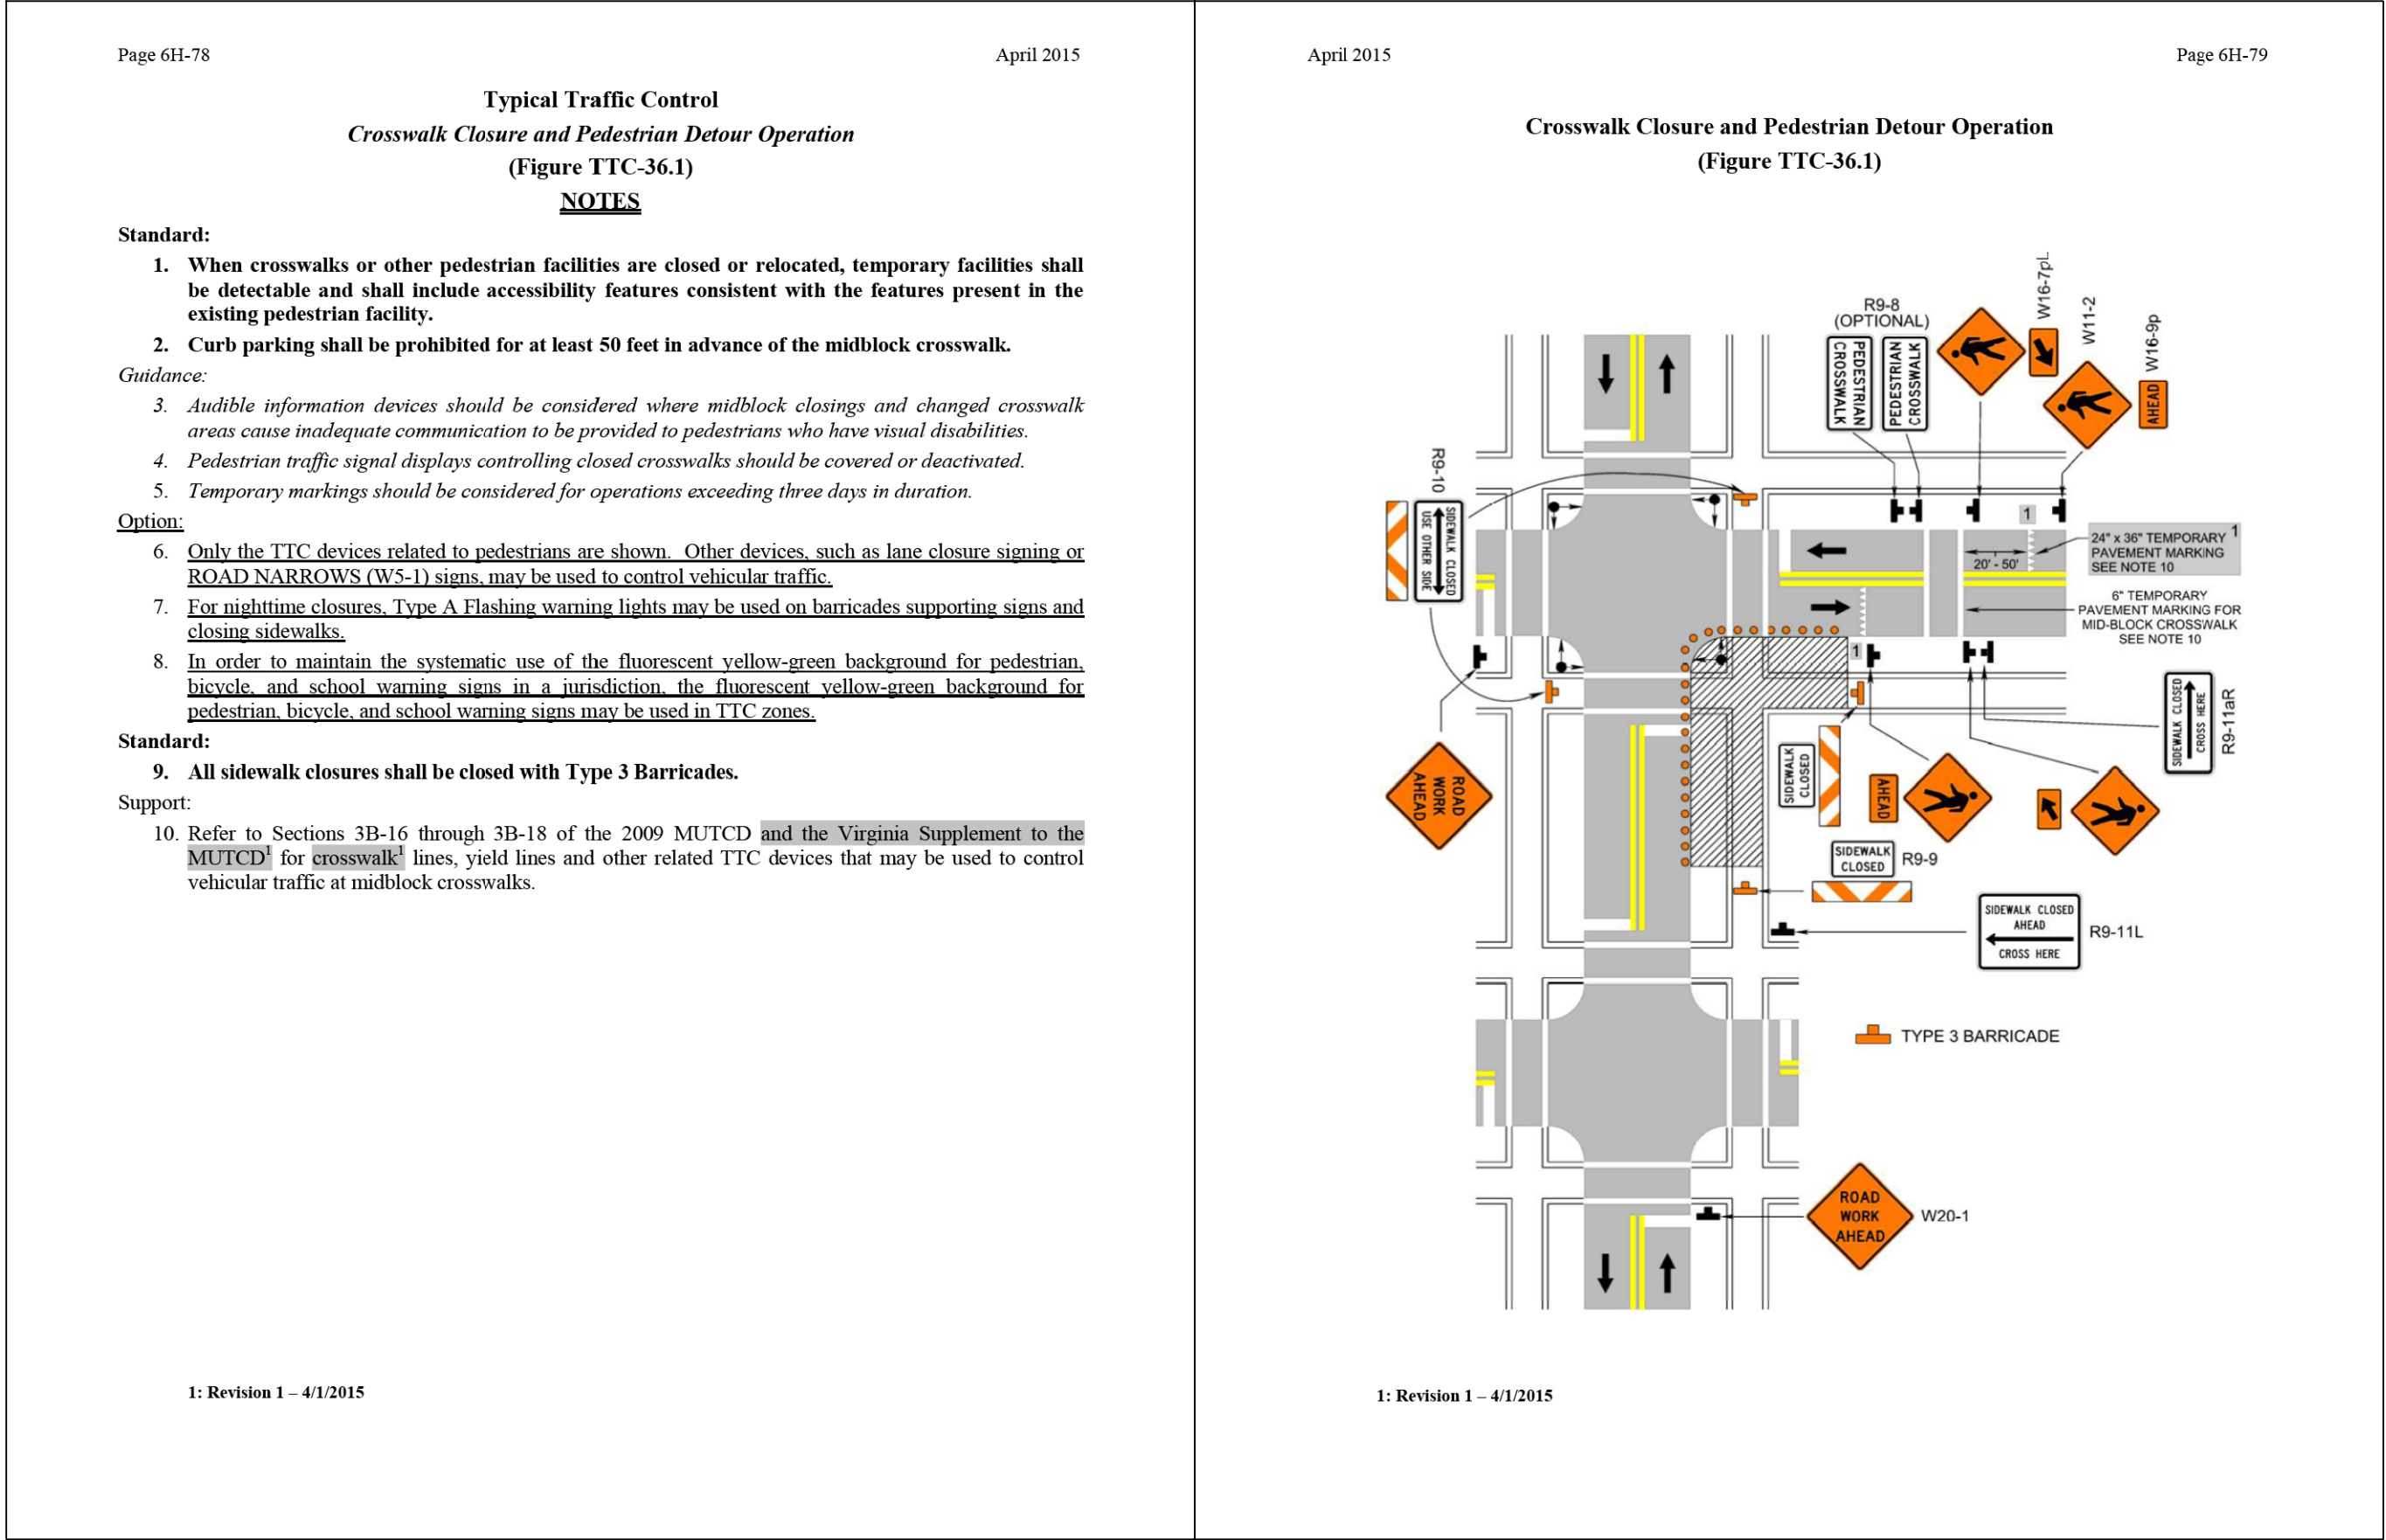 Page 6H-78
April 2015
Typical Traffic Control
Crosswalk Closure and Pedestrian Detour Operation
(Figure TTC-36.1)
NOTES
Standard:
1. When crosswalks or other pedestrian facilities are closed or relocated, temporary facilities shall
be detectable and shall include accessibility features consistent with the features present in the
existing pedestrian facility.
2. Curb parking shall be prohibited for at least 50 feet in advance of the midblock crosswalk.
Guidance:
3. Audible information devices should be considered where midblock closings and changed crosswalk
areas cause inadequate communication to be provided to pedestrians who have visual disabilities.
4. Pedestrian traffic signal displays controlling closed crosswalks should be covered or deactivated.
5. Temporary markings should be considered for operations exceeding three days in duration.
Option:
6. Only the TTC devices related to pedestrians are shown. Other devices, such as lane closure signing or
ROAD NARROWS (W5-1) signs, may be used to control vehicular traffic.
7. For nighttime closures, Type A Flashing warning lights may be used on barricades supporting signs and
closing sidewalks.
8. In order to maintain the systematic use of the fluorescent yellow-green background for pedestrian,
bicycle, and school warning signs in a jurisdiction, the fluorescent yellow-green background for
pedestrian, bicycle, and school warning signs may be used in TTC zones.
Standard:
9. All sidewalk closures shall be closed with Type 3 Barricades.
Support:
10. Refer to Sections 3B-16 through 3B-18 of the 2009 MUTCD and the Virginia Supplement to the
MUTCD¹ for crosswalk¹ lines, yield lines and other related TTC devices that may be used to control
vehicular traffic at midblock crosswalks.
1: Revision 1 – 4/1/2015
April 2015
Page 6H-79
Crosswalk Closure and Pedestrian Detour Operation
(Figure TTC-36.1)
R9-8
(OPTIONAL)
PEDESTRIAN
CROSSWALK
PEDESTRIAN
CROSSWALK
W16-7pL
W11-2
W16-9p
AHEAD
R9-10
SIDEWALK CLOSED
USE OTHER SIDE
1
24" x 36" TEMPORARY 1
PAVEMENT MARKING
SEE NOTE 10
20' - 50'
6" TEMPORARY
PAVEMENT MARKING FOR
MID-BLOCK CROSSWALK
SEE NOTE 10
1
SIDEWALK CLOSED
CROSS HERE
R9-11aR
ROAD
WORK
AHEAD
SIDEWALK
CLOSED
AHEAD
SIDEWALK
CLOSED
R9-9
SIDEWALK CLOSED
AHEAD
CROSS HERE
R9-11L
TYPE 3 BARRICADE
ROAD
WORK
AHEAD
W20-1
1: Revision 1 – 4/1/2015